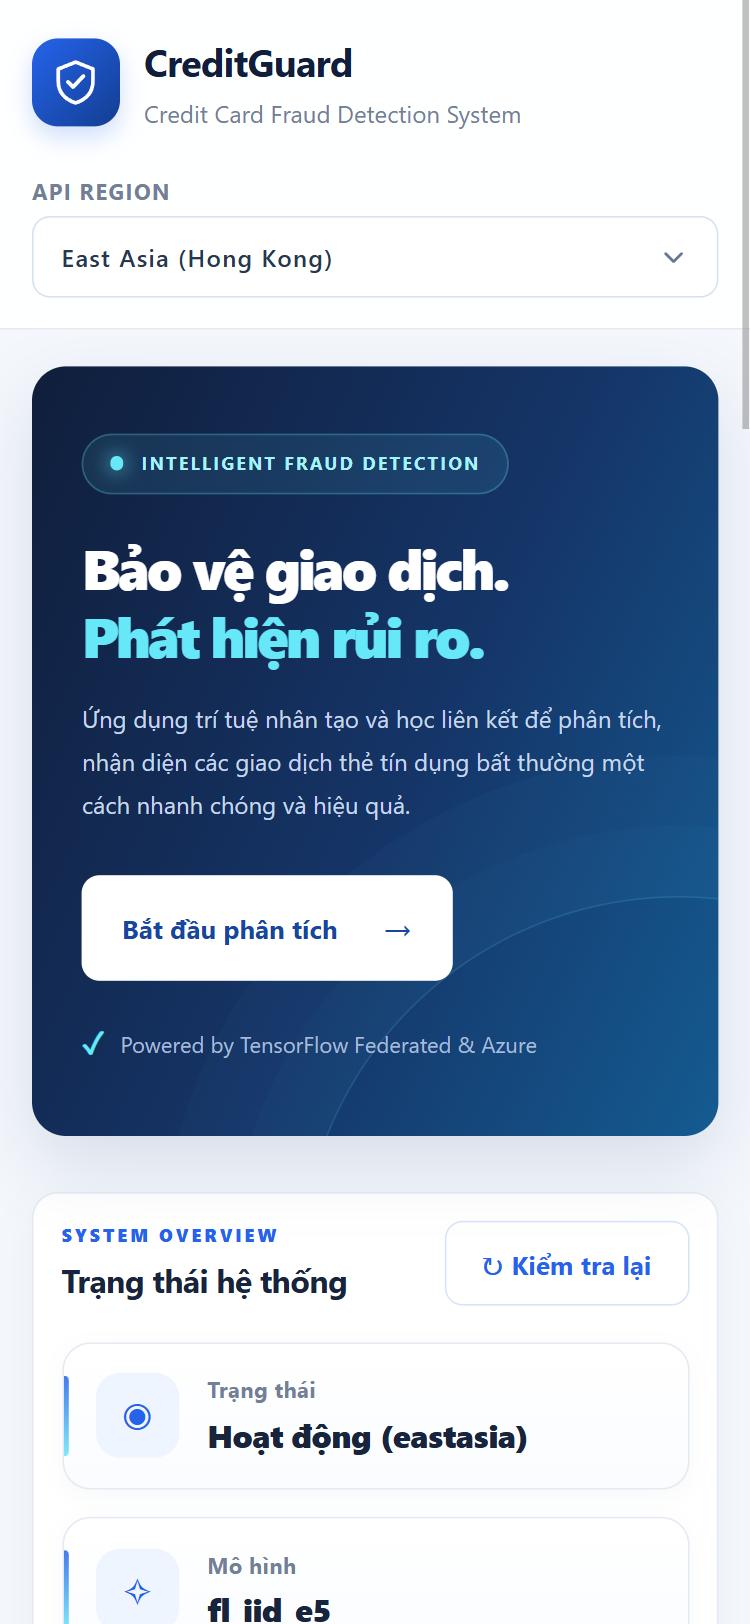 CreditGuard
Credit Card Fraud Detection System
API REGION
East Asia (Hong Kong)
INTELLIGENT FRAUD DETECTION
Bảo vệ giao dịch.
Phát hiện rủi ro.
Ứng dụng trí tuệ nhân tạo và học liên kết để phân tích,
nhận diện các giao dịch thẻ tín dụng bất thường một
cách nhanh chóng và hiệu quả.
Bắt đầu phân tích →
✓ Powered by TensorFlow Federated & Azure
SYSTEM OVERVIEW
Trạng thái hệ thống
↻ Kiểm tra lại
Trạng thái
Hoạt động (eastasia)
Mô hình
fl_iid_e5